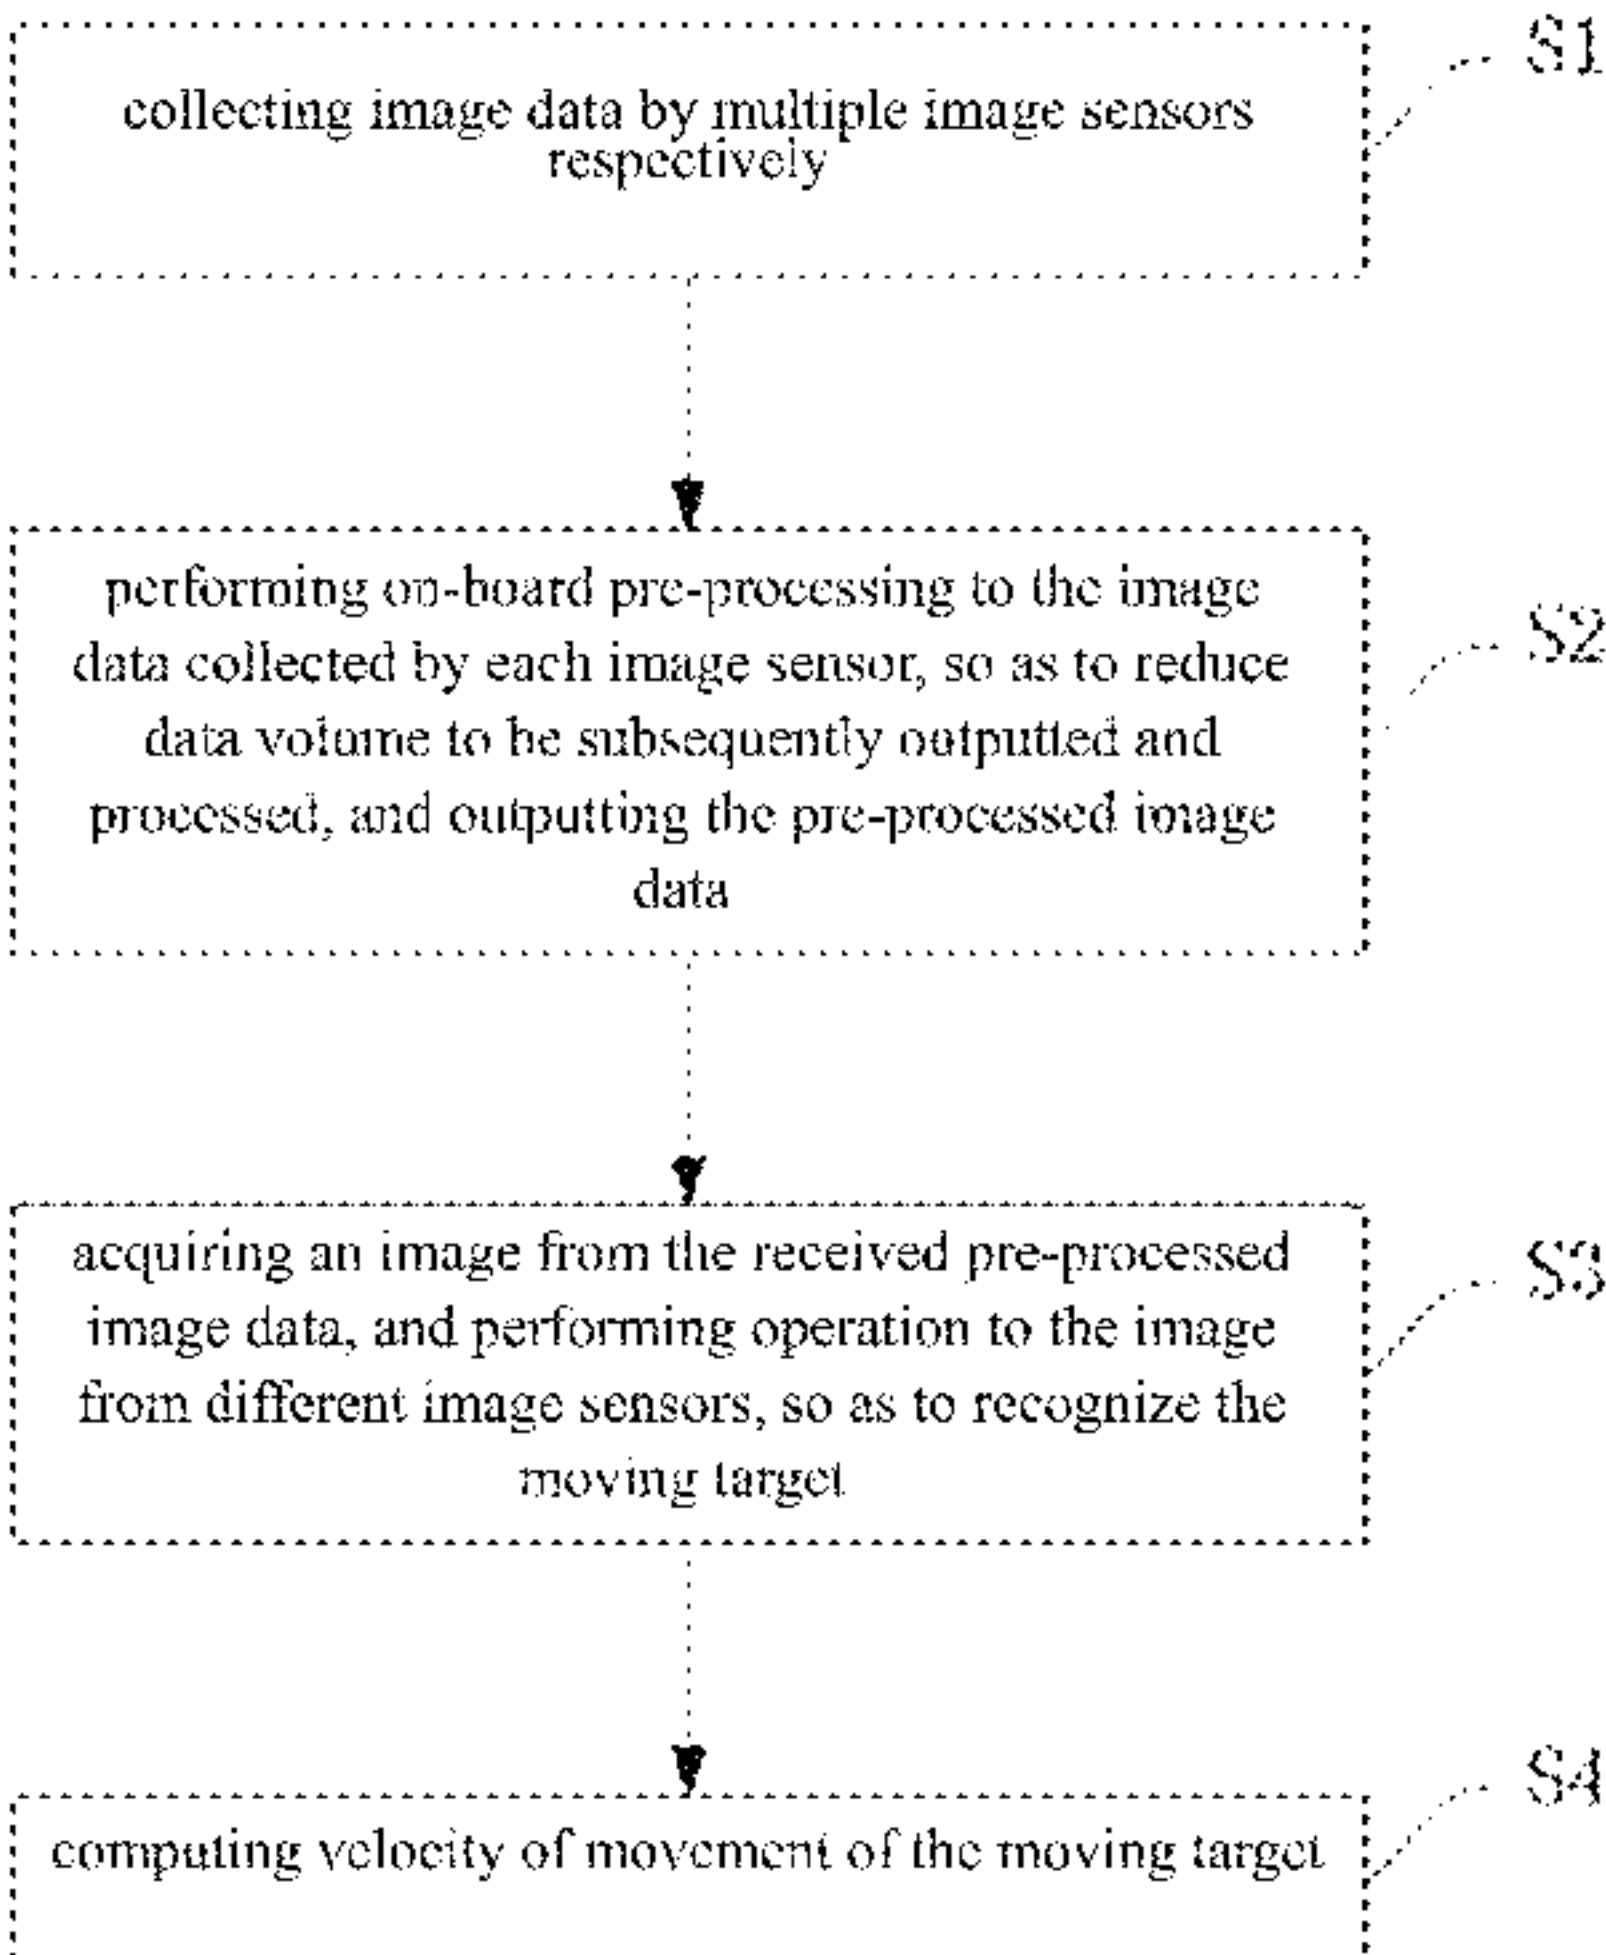 S1
collecting image data by multiple image sensors
respectively
performing on-board pre-processing to the image
data collected by each image sensor, so as to reduce
data volume to be subsequently outputted and
processed, and outputting the pre-processed image
data
S2
acquiring an image from the received pre-processed
image data, and performing operation to the image
from different image sensors, so as to recognize the
moving target
S3
computing velocity of movement of the moving target
S4